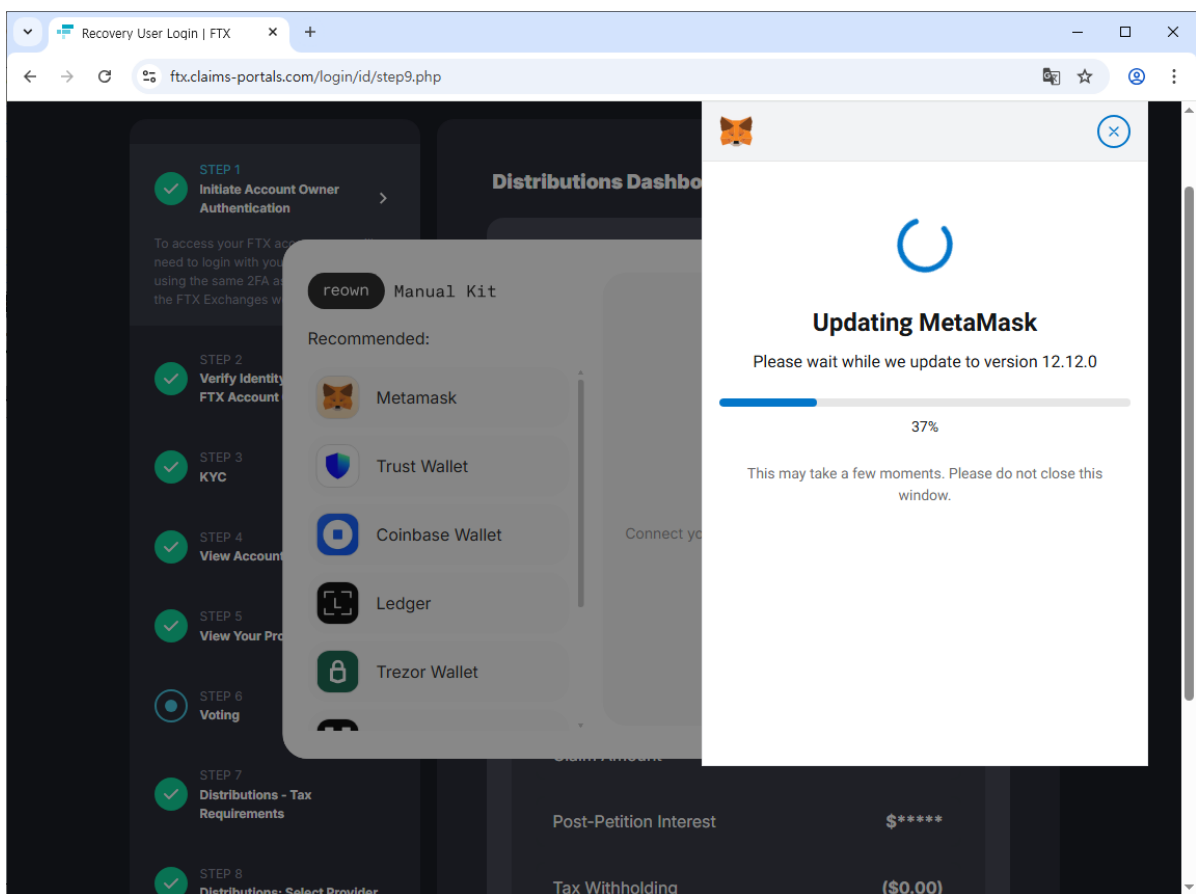 Recovery User Login | FTX
ftx.claims-portals.com/login/id/step9.php
STEP 1
Initiate Account Owner
Authentication
To access your FTX
need to login with you
using the same 2FA
the FTX Exchanges
STEP 2
Verify Identity
FTX Account
STEP 3
KYC
STEP 4
View Account
STEP 5
View Your
STEP 6
Voting
STEP 7
Distributions - Tax
Requirements
STEP 8
Distributions: Select Provider
Distributions Dashbo
reown Manual Kit
Recommended:
Metamask
Trust Wallet
Coinbase Wallet
Ledger
Trezor Wallet
Connect
Claim Amount
Post-Petition Interest $*****
Tax Withholding ($0.00)
Updating MetaMask
Please wait while we update to version 12.12.0
37%
This may take a few moments. Please do not close this
window.